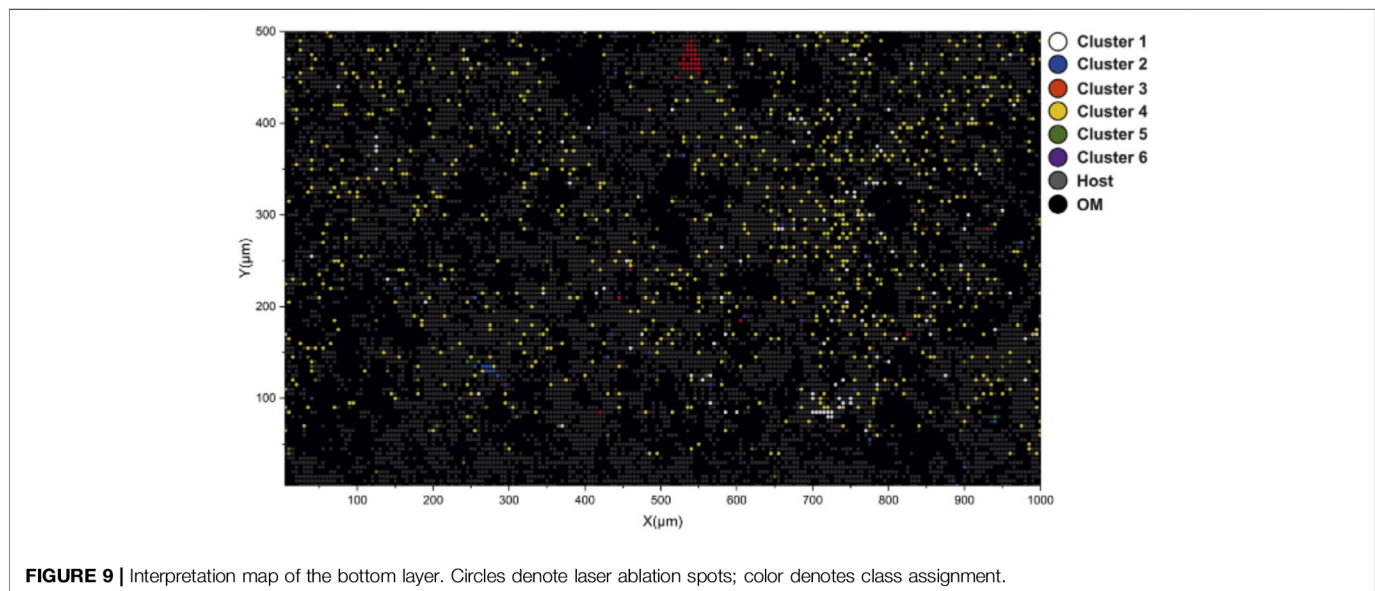 500
400
300
200
100
Y(μm)
100 200 300 400 500 600 700 800 900 1000
X(μm)
Cluster 1
Cluster 2
Cluster 3
Cluster 4
Cluster 5
Cluster 6
Host
OM
FIGURE 9 | Interpretation map of the bottom layer. Circles denote laser ablation spots; color denotes class assignment.